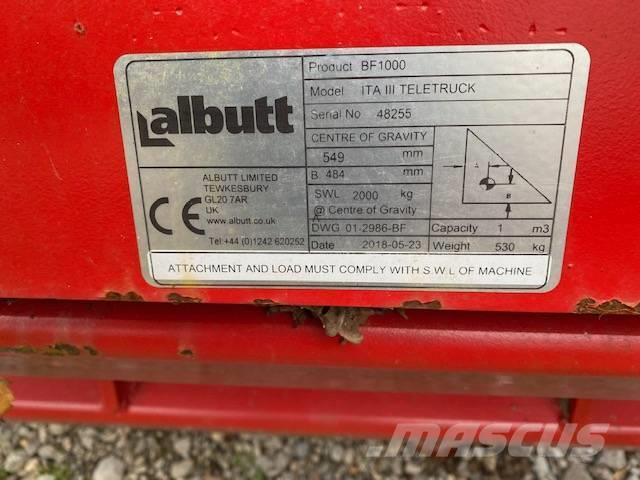 albutt
ALBUTT LIMITED
TEWKESBURY
GL20 7AR
UK
www.albutt.co.uk
Tel:+44 (0)1242 620252
CE
Product BF1000
Model ITA III TELETRUCK
Serial No 48255
CENTRE OF GRAVITY
549 mm
B 484 mm
SWL 2000 kg
@ Centre of Gravity
A
B
DWG 01-2986-BF
Capacity 1 m3
Date 2018-05-23
Weight 530 kg
ATTACHMENT AND LOAD MUST COMPLY WITH S.W.L OF MACHINE
MASCUS